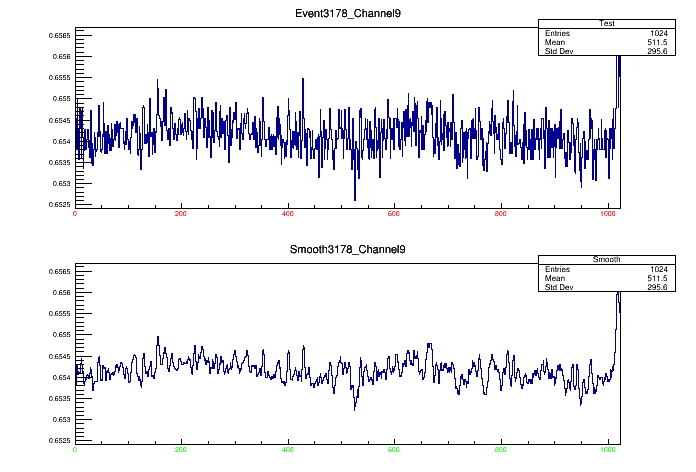 Event3178_Channel9
Test
Entries 1024
Mean 511.5
Std Dev 295.6
0.6565
0.656
0.6555
0.655
0.6545
0.654
0.6535
0.653
0.6525
0 200 400 600 800 1000
Smooth3178_Channel9
Smooth
Entries 1024
Mean 511.5
Std Dev 295.6
0.6565
0.656
0.6555
0.655
0.6545
0.654
0.6535
0.653
0.6525
0 200 400 600 800 1000